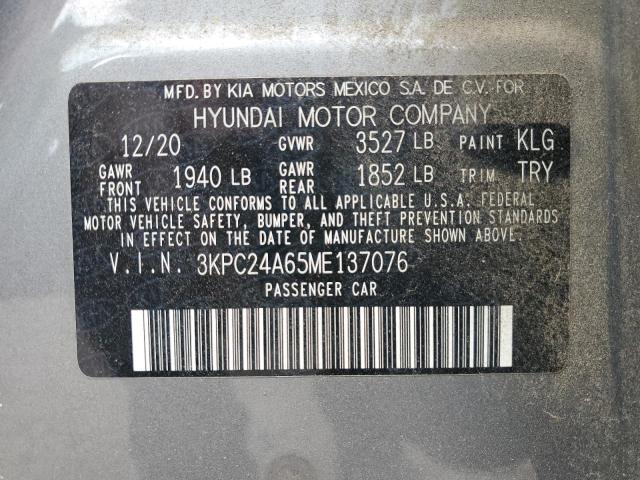 MFD. BY KIA MOTORS MEXICO S.A. DE C.V. FOR
HYUNDAI MOTOR COMPANY
12/20 GVWR 3527 LB PAINT KLG
GAWR FRONT 1940 LB GAWR REAR 1852 LB TRIM TRY
THIS VEHICLE CONFORMS TO ALL APPLICABLE U.S.A. FEDERAL
MOTOR VEHICLE SAFETY, BUMPER, AND THEFT PREVENTION STANDARDS
IN EFFECT ON THE DATE OF MANUFACTURE SHOWN ABOVE.
V.I.N. 3KPC24A65ME137076
PASSENGER CAR